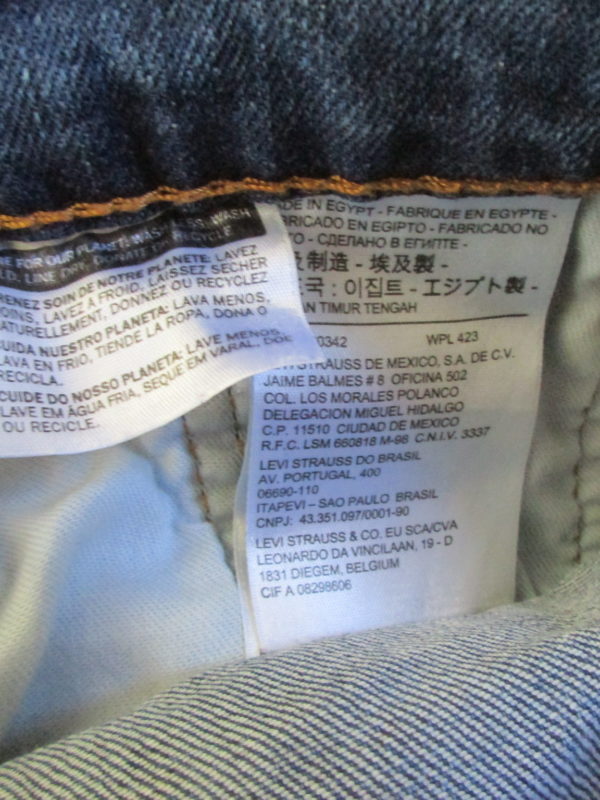 FOR OUR PLANET: WASH
WASH
LINE DRY, DONATE OR RECYCLE
SOIN DE NOTRE PLANETE: LAVEZ
MOINS, LAVEZ A FROID, LAISSEZ SECHER
NATURELLEMENT, DONNEZ OU RECYCLEZ
CUIDA NUESTRO PLANETA: LAVA MENOS,
LAVA EN FRIO, TIENDE LA ROPA, DONA O
RECICLA.
CUIDE DO NOSSO PLANETA: LAVE MENOS,
LAVE EM ÁGUA FRIA, SEQUE EM VARAL, DOE
OU RECICLE.
DE IN EGYPT - FABRIQUE EN EGYPTE -
FABRICADO EN EGIPTO - FABRICADO NO
- СДЕЛАНО В ЕГИПТЕ -
及制造 - 埃及製 -
국 : 이집트 - エジプト製 -
AN TIMUR TENGAH
0342 WPL 423
STRAUSS DE MEXICO, S.A. DE C.V.
JAIME BALMES # 8 OFICINA 502
COL. LOS MORALES POLANCO
DELEGACION MIGUEL HIDALGO
C.P. 11510 CIUDAD DE MEXICO
R.F.C. LSM 660818 M-96 C.N.I.V. 3337
LEVI STRAUSS DO BRASIL
AV. PORTUGAL, 400
06690-110
ITAPEVI – SAO PAULO BRASIL
CNPJ: 43.351.097/0001-90
LEVI STRAUSS & CO. EU SCA/CVA
LEONARDO DA VINCILAAN, 19 - D
1831 DIEGEM, BELGIUM
CIF A 08298606